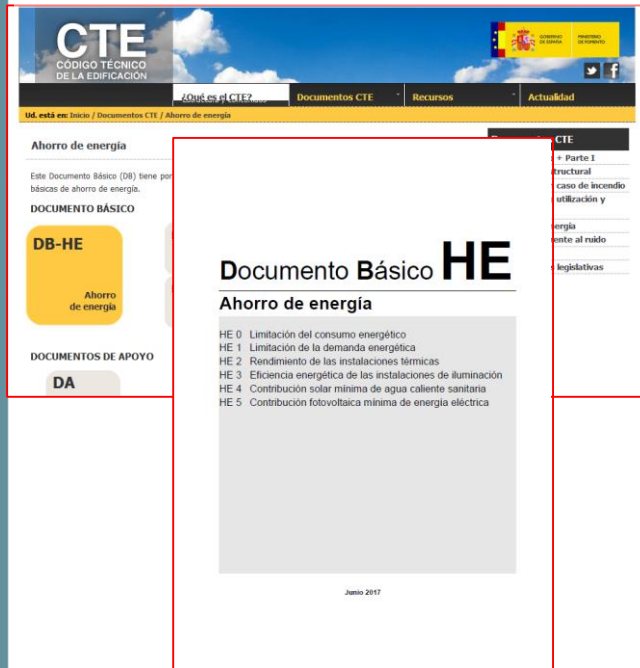 CTE
CÓDIGO TÉCNICO
DE LA EDIFICACIÓN
GOBIERNO
DE ESPAÑA
MINISTERIO
DE FOMENTO
¿Qué es el CTE?
Documentos CTE
Recursos
Actualidad
Ud. está en: Inicio / Documentos CTE / Ahorro de energía
Ahorro de energía
Este Documento Básico (DB) tiene por
básicas de ahorro de energía.
DOCUMENTO BÁSICO
DB-HE
Ahorro
de energía
DOCUMENTOS DE APOYO
DA
CTE
+ Parte I
tructural
caso de incendio
utilización y
ergía
ente al ruido
legislativas
Documento Básico HE
Ahorro de energía
HE 0 Limitación del consumo energético
HE 1 Limitación de la demanda energética
HE 2 Rendimiento de las instalaciones térmicas
HE 3 Eficiencia energética de las instalaciones de iluminación
HE 4 Contribución solar mínima de agua caliente sanitaria
HE 5 Contribución fotovoltaica mínima de energía eléctrica
Junio 2017